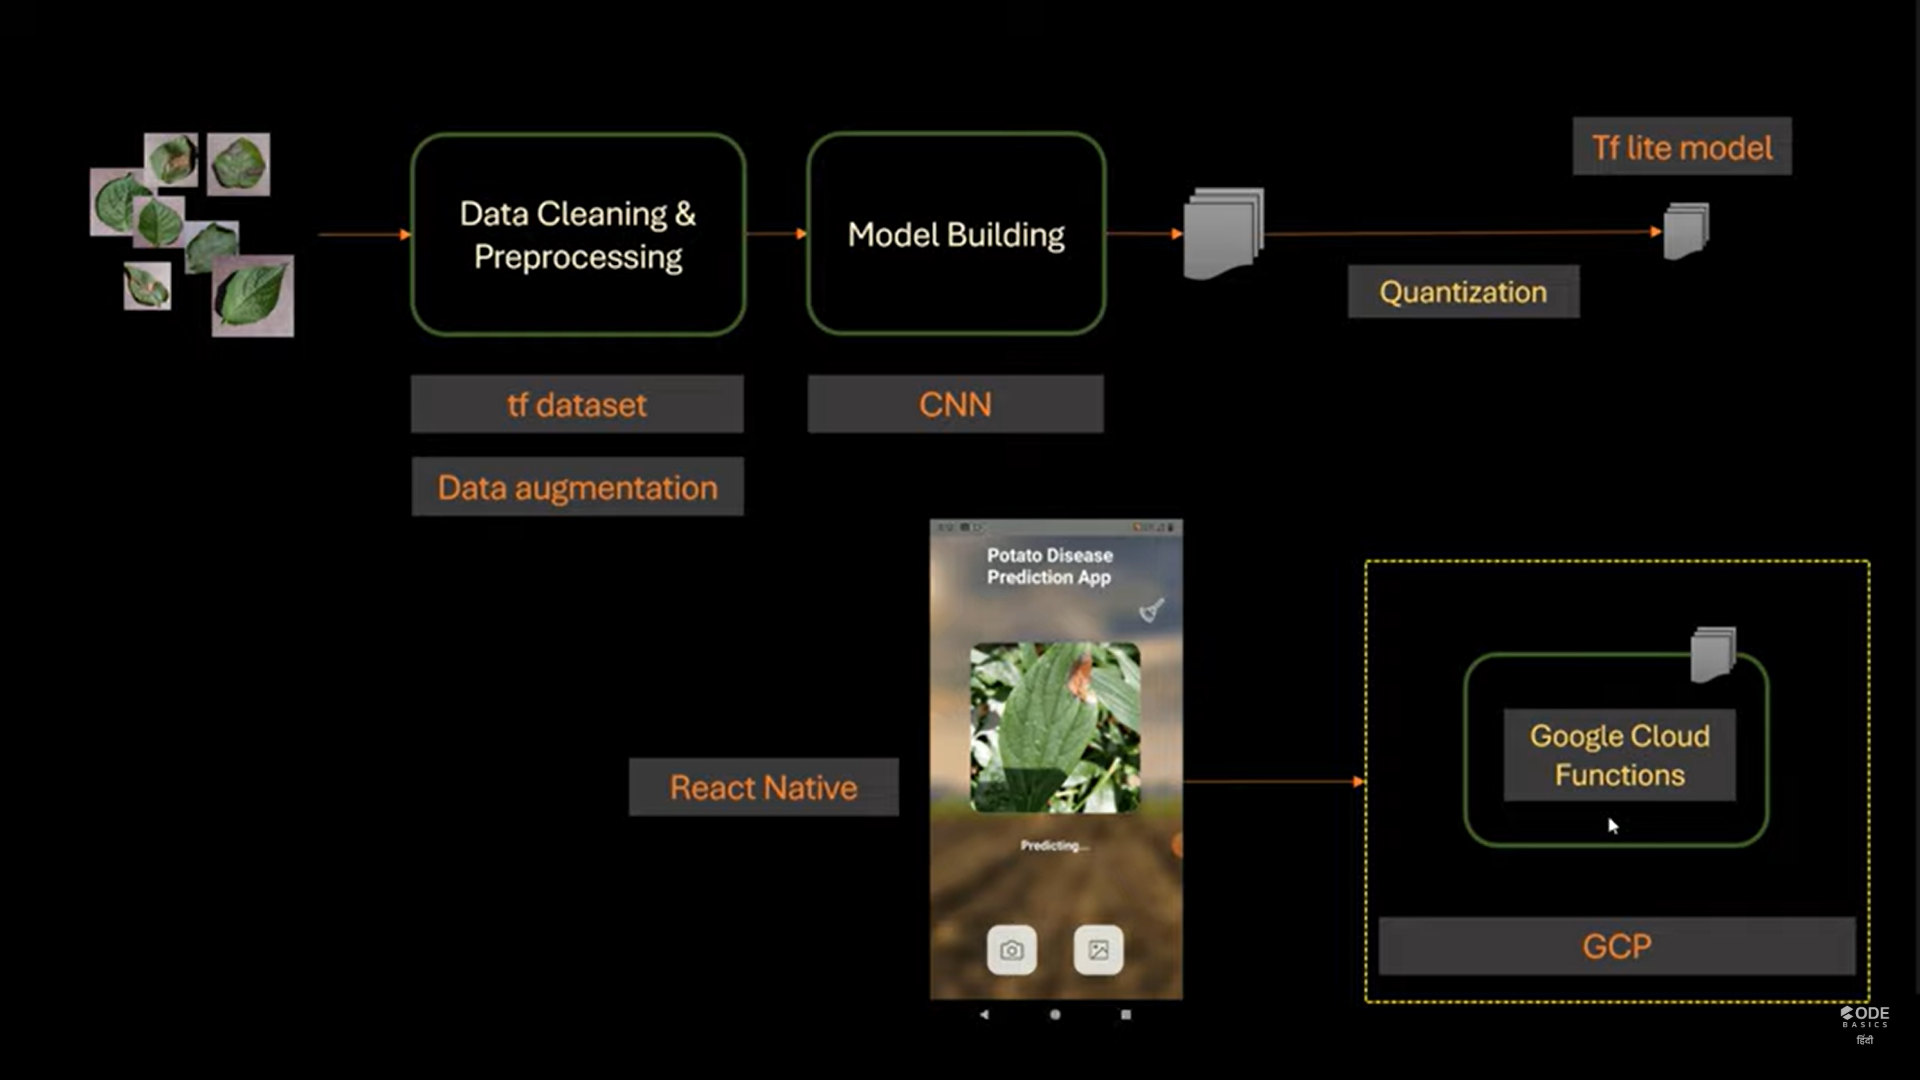 Tf lite model
Data Cleaning &
Preprocessing
Model Building
Quantization
tf dataset
CNN
Data augmentation
Potato Disease
Prediction App
Google Cloud
Functions
React Native
Predicting...
GCP
CODE
BASICS
हिंदी